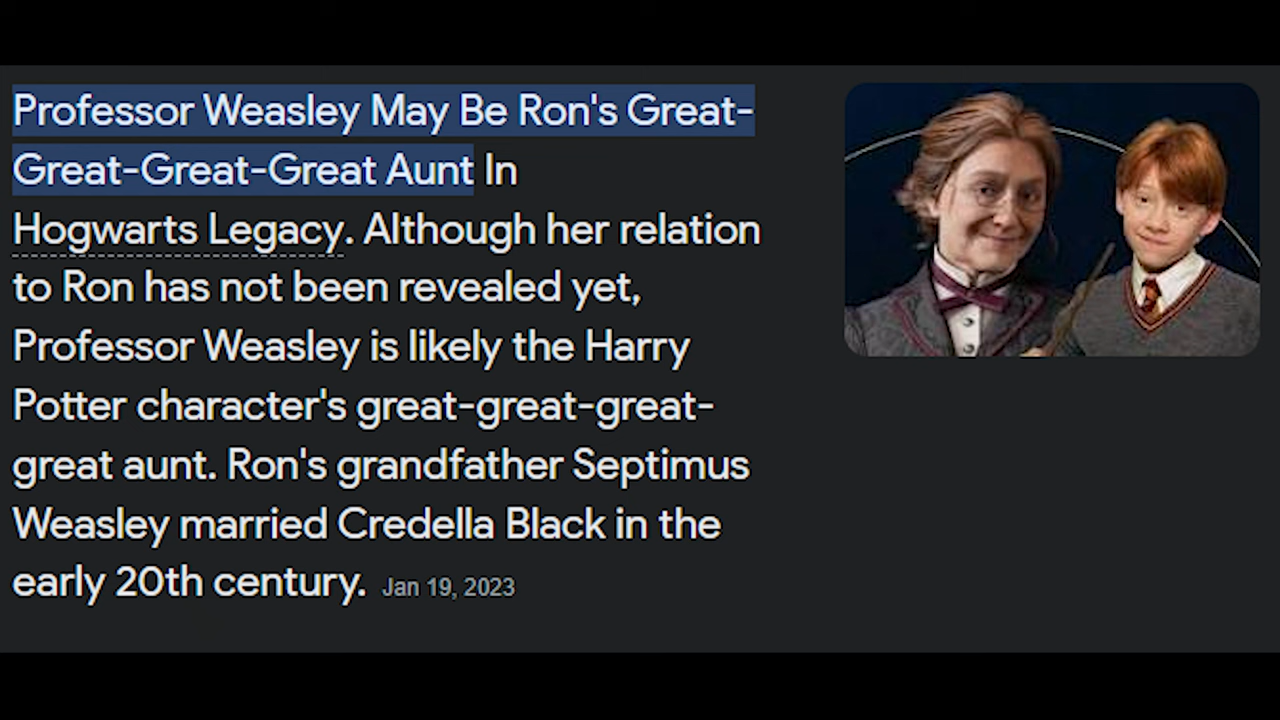 Professor Weasley May Be Ron's Great-
Great-Great-Great Aunt In
Hogwarts Legacy. Although her relation
to Ron has not been revealed yet,
Professor Weasley is likely the Harry
Potter character's great-great-great-
great aunt. Ron's grandfather Septimus
Weasley married Credella Black in the
early 20th century. Jan 19, 2023